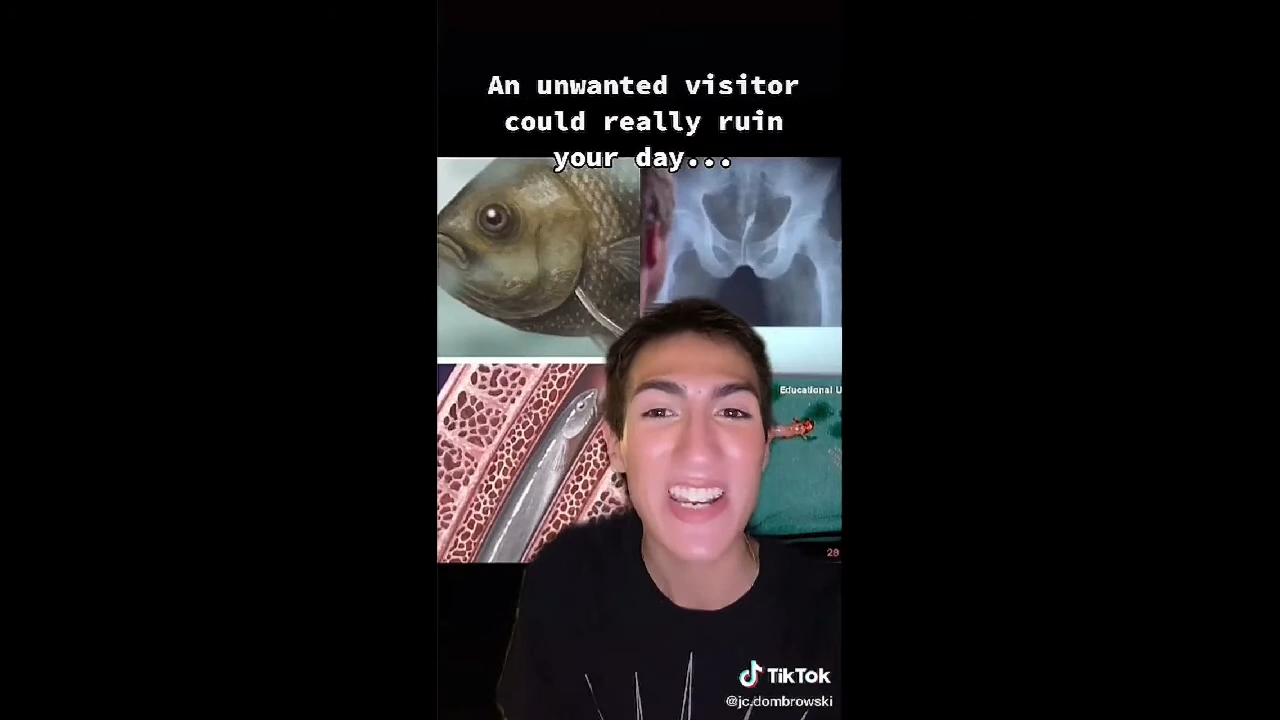 An unwanted visitor
could really ruin
your day...
Educational U
28
TikTok
@jc.dombrowski